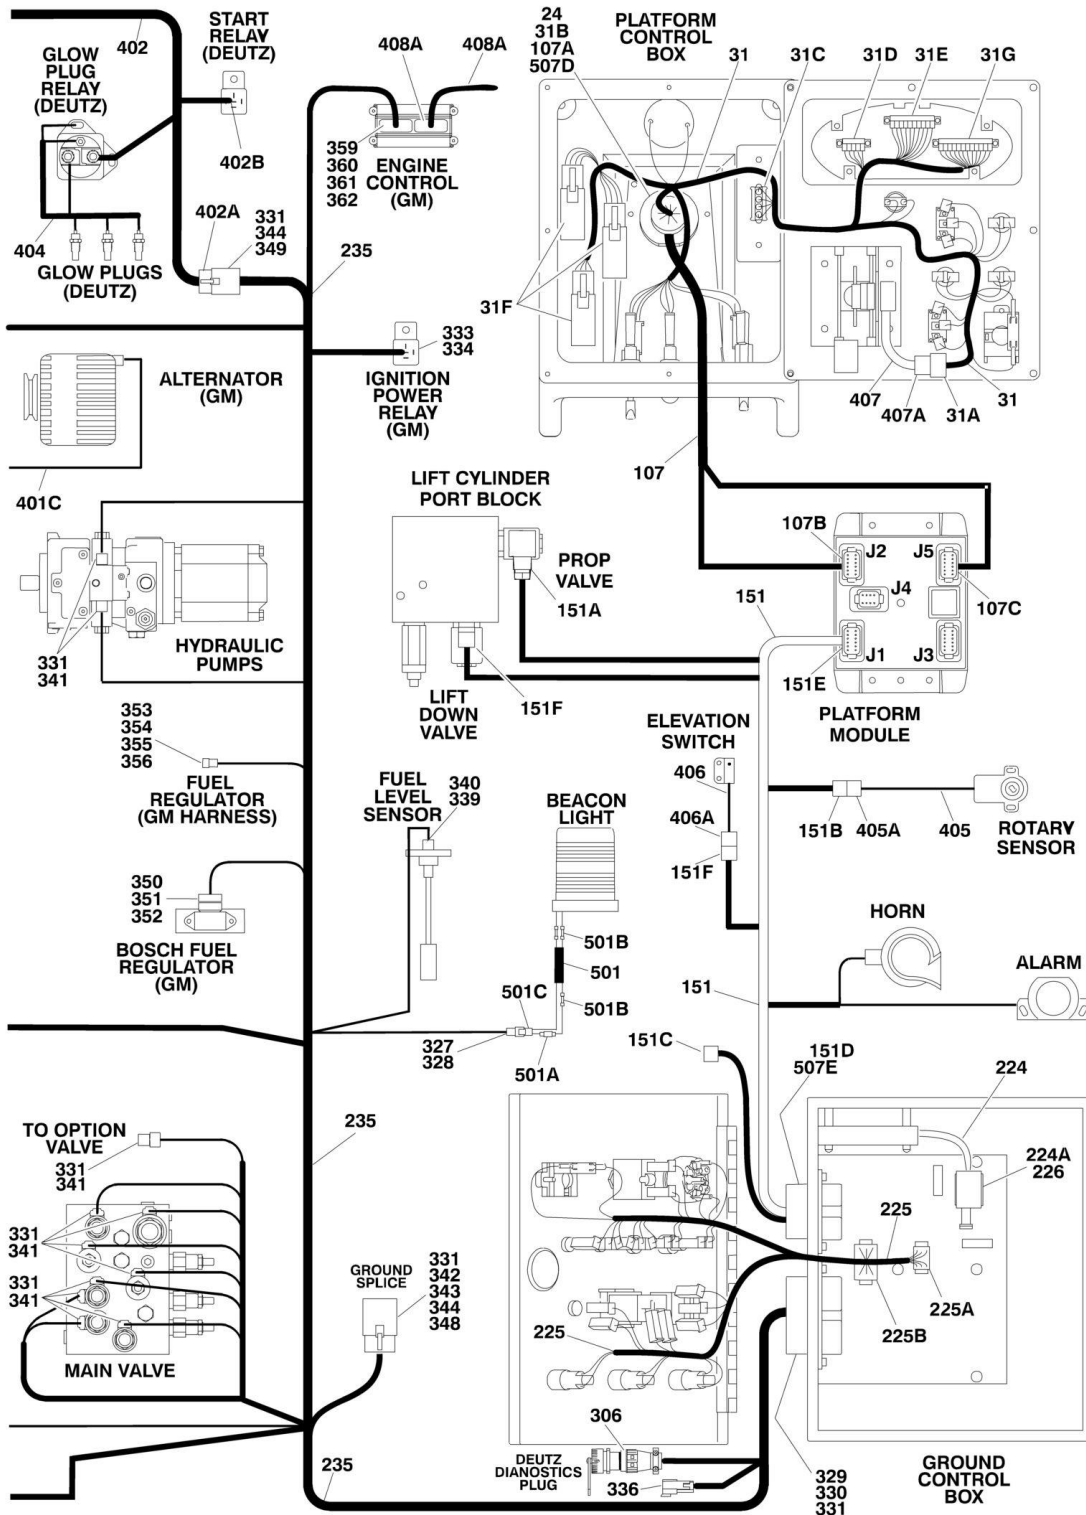 402
START
RELAY
(DEUTZ)
GLOW
PLUG
RELAY
(DEUTZ)
402B
404
402A
331
344
349
GLOW PLUGS
(DEUTZ)
408A
408A
359
360
361
362
ENGINE
CONTROL
(GM)
235
24
31B
107A
507D
PLATFORM
CONTROL
BOX
31
31C
31D
31E
31G
31F
333
334
IGNITION
POWER
RELAY
(GM)
407
407A
31A
31
ALTERNATOR
(GM)
401C
107
LIFT CYLINDER
PORT BLOCK
PROP
VALVE
151A
107B
J2
J5
J4
107C
J1
J3
151
151E
PLATFORM
MODULE
331
341
HYDRAULIC
PUMPS
LIFT
DOWN
VALVE
151F
353
354
355
356
FUEL
REGULATOR
(GM HARNESS)
FUEL
LEVEL
SENSOR
340
339
BEACON
LIGHT
ELEVATION
SWITCH
406
406A
151F
151B
405A
405
ROTARY
SENSOR
350
351
352
BOSCH FUEL
REGULATOR
(GM)
501B
501
501C
501B
327
328
501A
HORN
ALARM
151
151C
151D
507E
224
224A
226
235
TO OPTION
VALVE
331
341
331
341
331
341
MAIN VALVE
GROUND
SPLICE
331
342
343
344
348
225
225
225A
225B
306
DEUTZ
DIANOSTICS
PLUG
336
235
329
330
331
GROUND
CONTROL
BOX